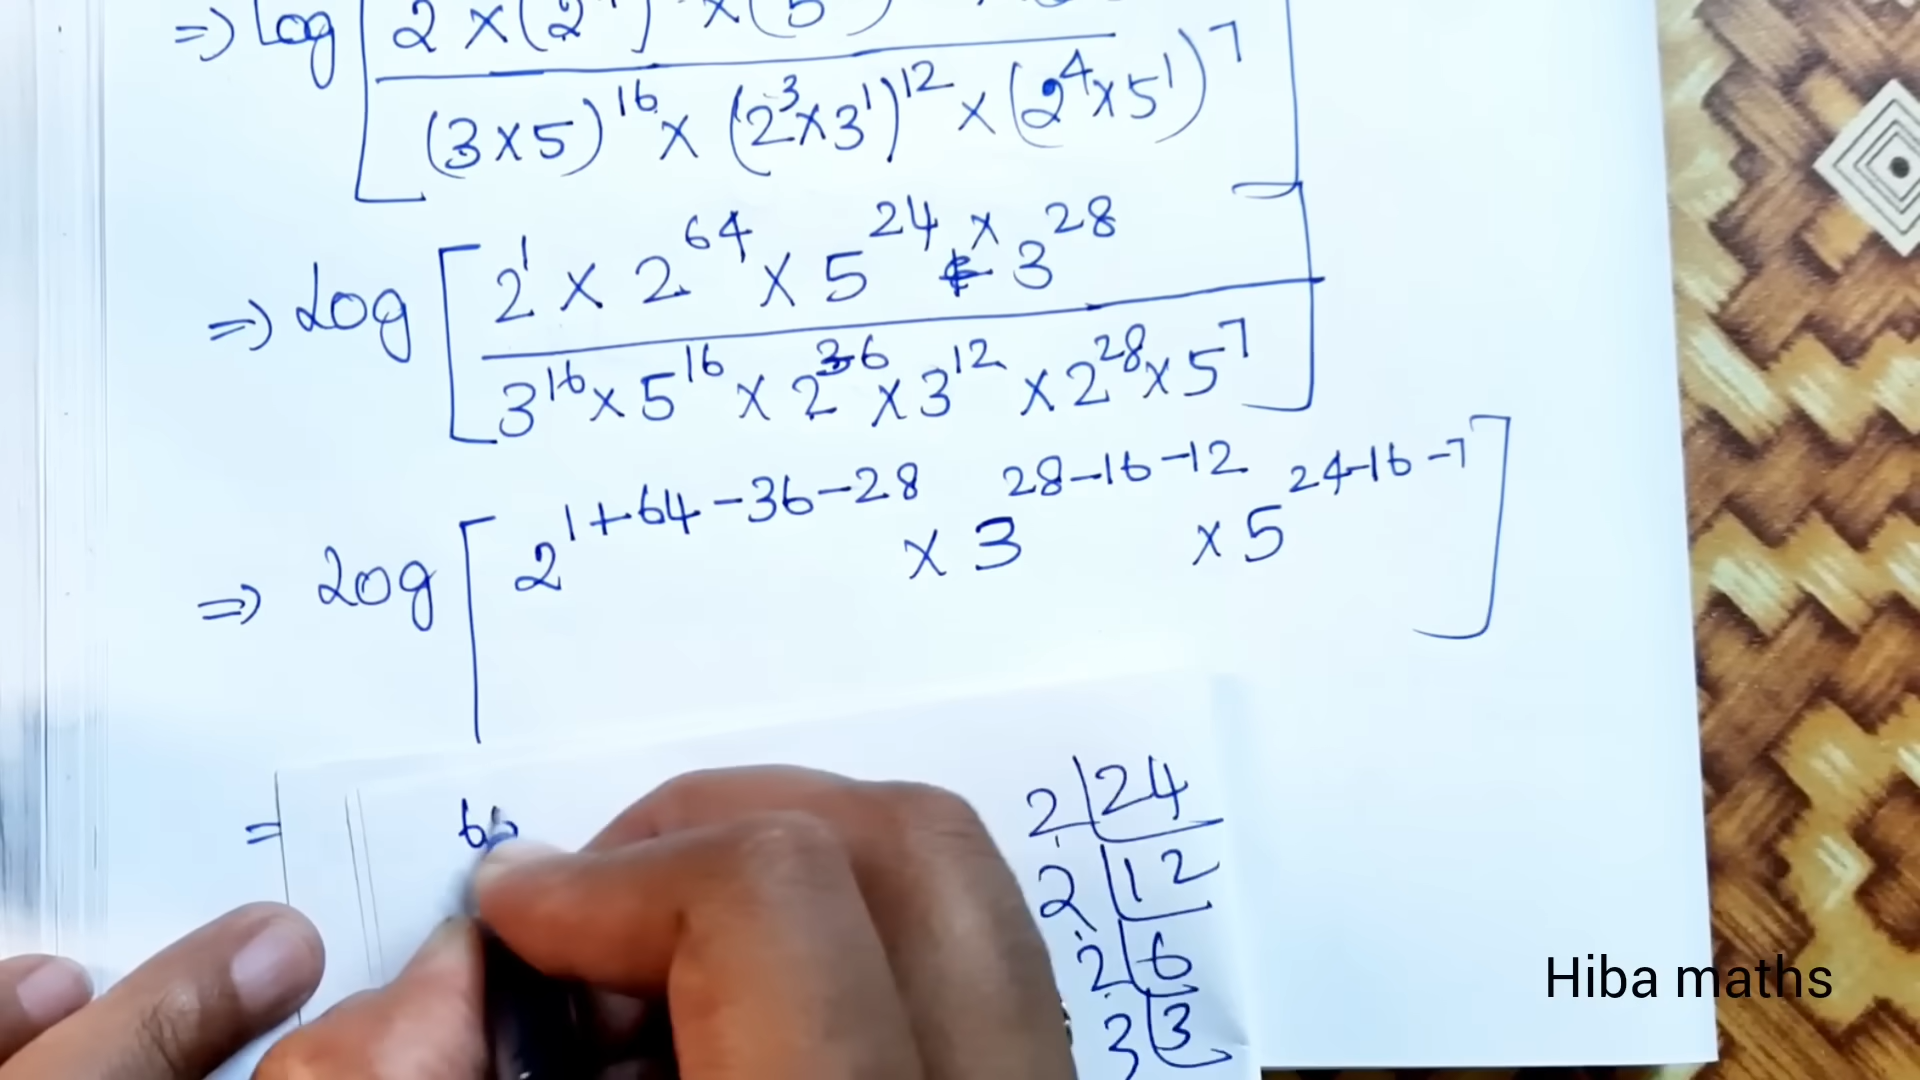 => log [ 2 × (2 ) × (5
(3×5)^16 × (2^3×3^1)^12 × (2^4×5^1)^7
=> Log [ 2^1 × 2^64 × 5^24 × 3^28
3^16 × 5^16 × 2^36 × 3^12 × 2^28 × 5^7 ]
=> Log [ 2^1+64-36-28 × 3^28-16-12 × 5^24-16-7 ]
2 24
=
2 12
2 6
3 3
Hiba maths